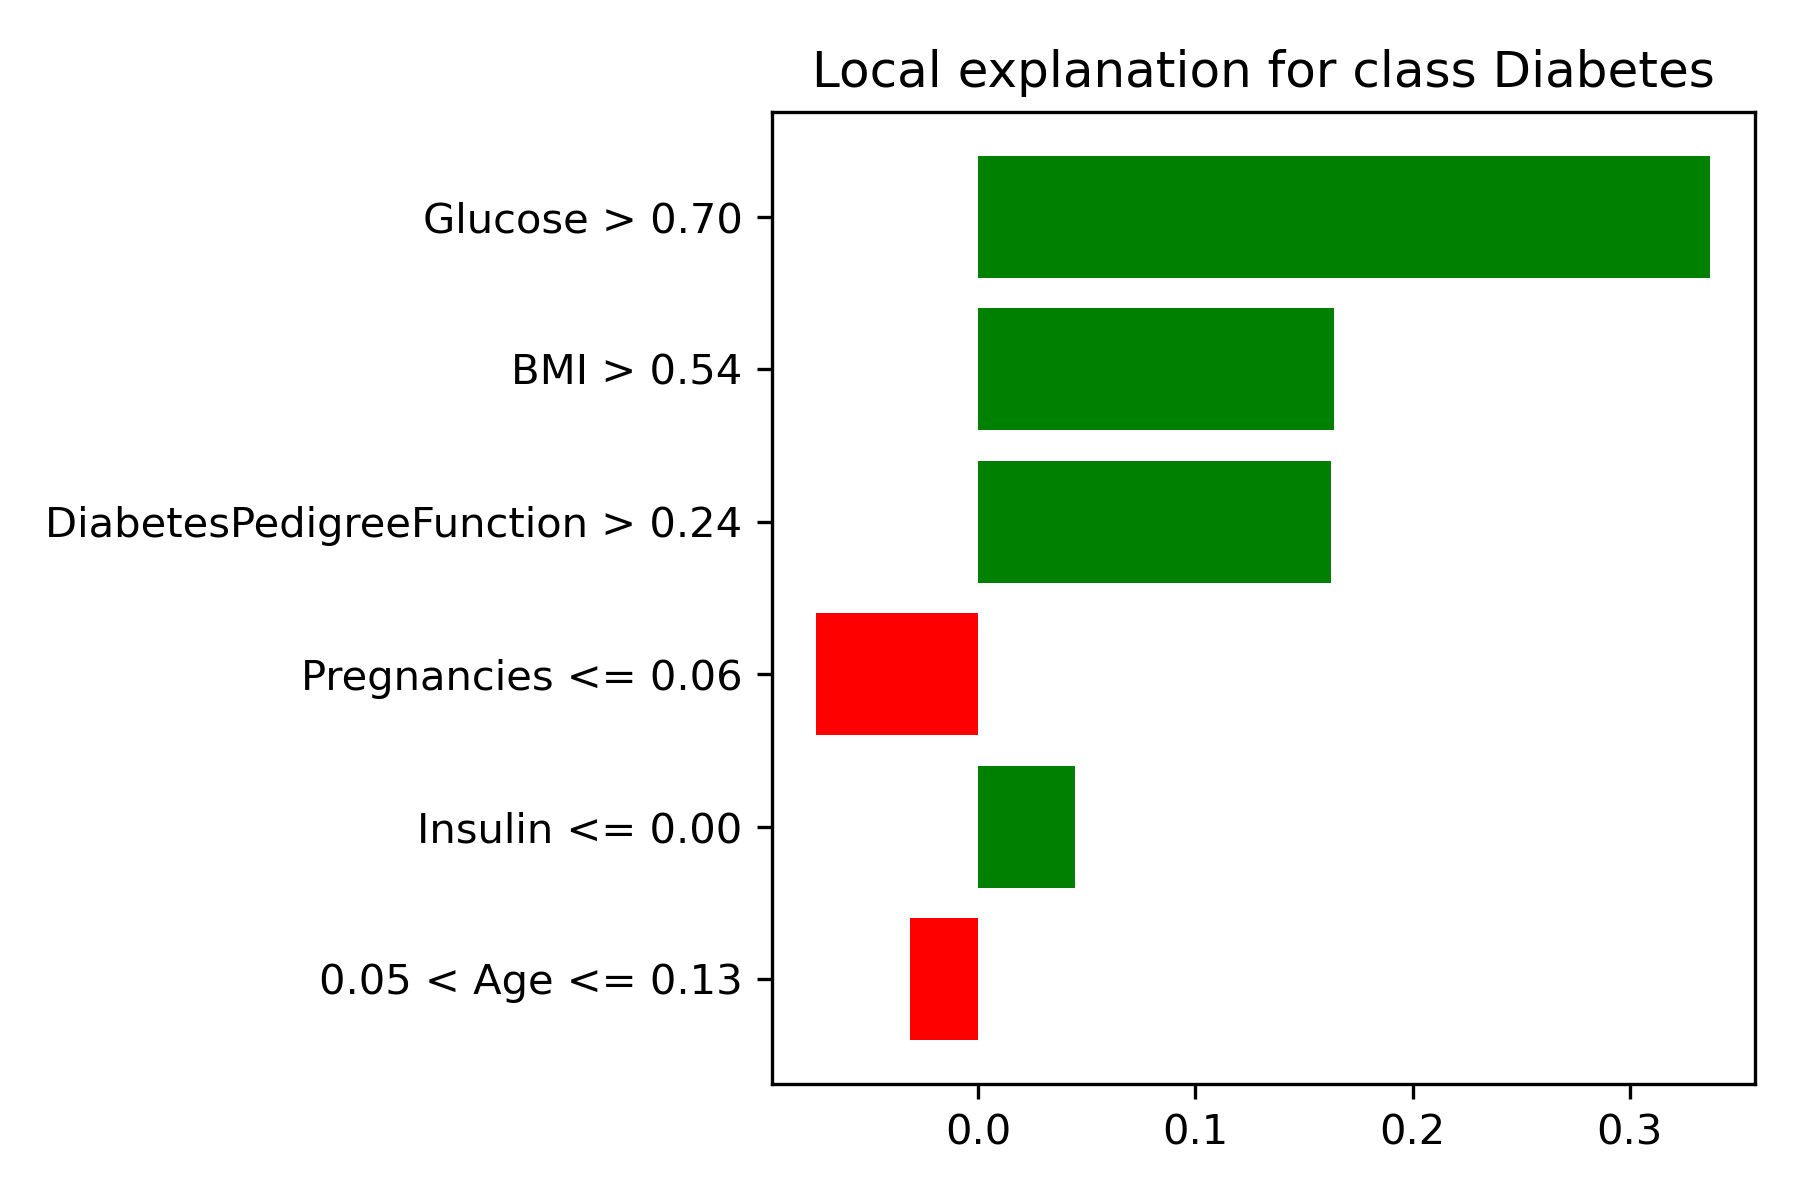 Local explanation for class Diabetes
Glucose > 0.70
BMI > 0.54
DiabetesPedigreeFunction > 0.24
Pregnancies <= 0.06
Insulin <= 0.00
0.05 < Age <= 0.13
0.0 0.1 0.2 0.3